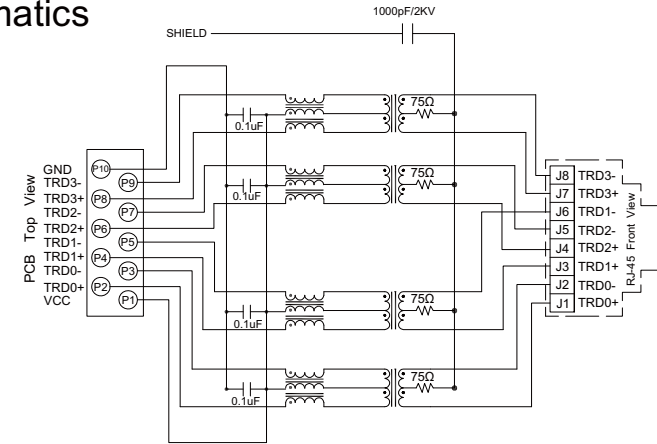 matics
1000pF/2KV
SHIELD
75Ω
0.1uF
75Ω
0.1uF
75Ω
0.1uF
75Ω
0.1uF
PCB Top View
GND
TRD3-
TRD3+
TRD2-
TRD2+
TRD1-
TRD1+
TRD0-
TRD0+
VCC
P10
P9
P8
P7
P6
P5
P4
P3
P2
P1
J8 TRD3-
J7 TRD3+
J6 TRD1-
J5 TRD2-
J4 TRD2+
J3 TRD1+
J2 TRD0-
J1 TRD0+
RJ-45 Front View